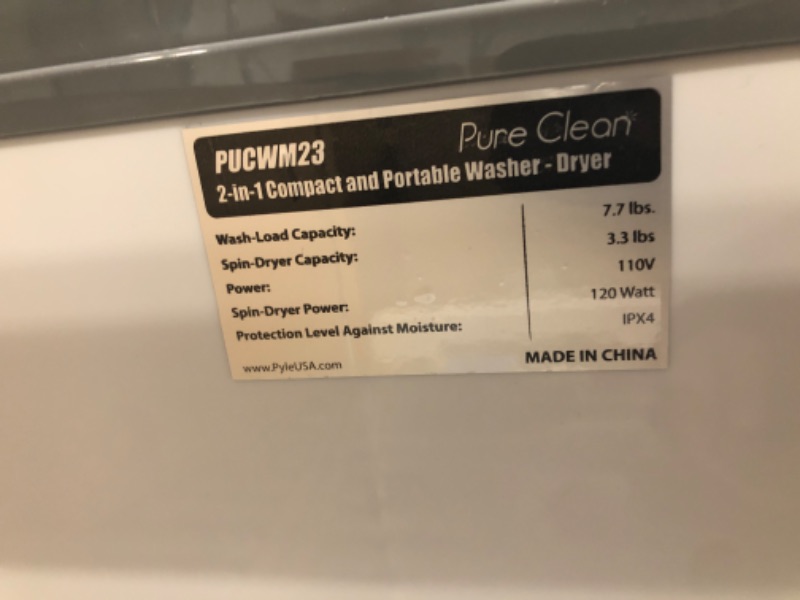 Pure Clean
PUCWM23
2-in-1 Compact and Portable Washer - Dryer
Wash-Load Capacity: 7.7 lbs.
Spin-Dryer Capacity: 3.3 lbs
Power: 110V
Spin-Dryer Power: 120 Watt
Protection Level Against Moisture: IPX4
www.PyleUSA.com MADE IN CHINA